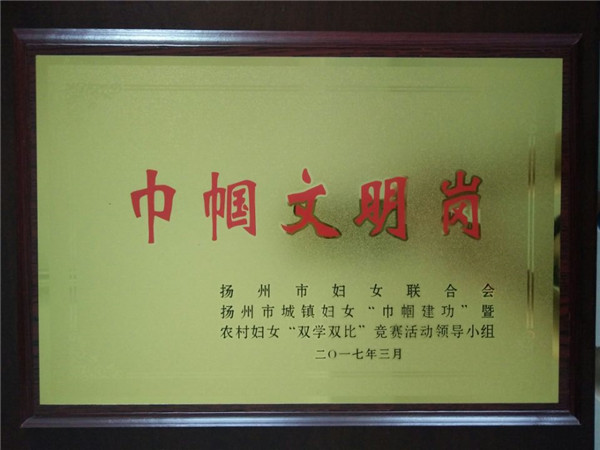 巾帼文明岗
扬州市妇女联合会
扬州市城镇妇女“巾帼建功”暨
农村妇女“双学双比”竞赛活动领导小组
二〇一七年三月